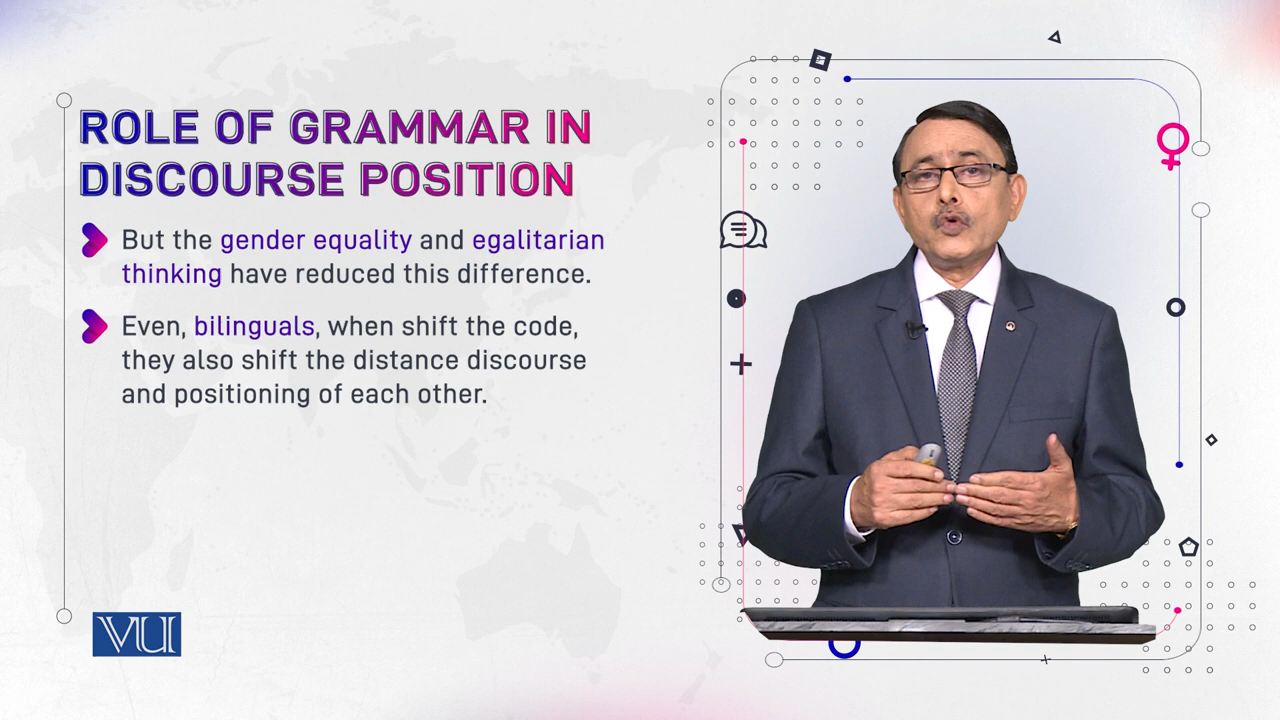 ROLE OF GRAMMAR IN
DISCOURSE POSITION
But the gender equality and egalitarian
thinking have reduced this difference.
Even, bilinguals, when shift the code,
they also shift the distance discourse
and positioning of each other.
VU